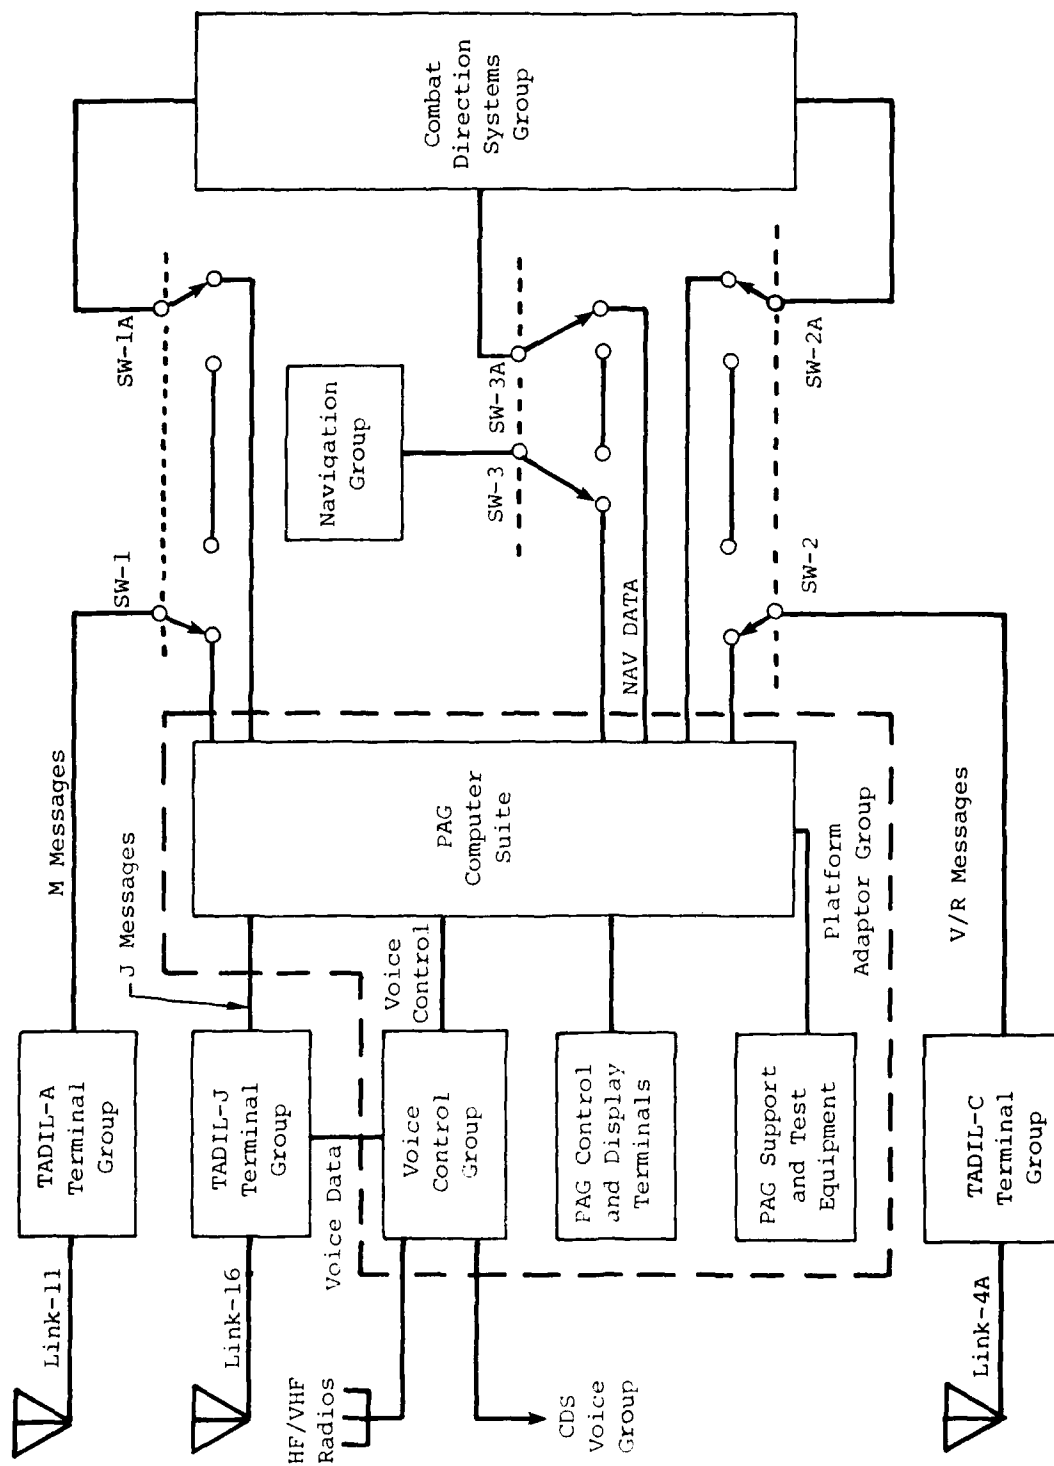 Combat
Direction
Systems
Group
SW-1A
SW-3A
SW-2A
Navigation
Group
SW-1
SW-3
SW-2
NAV DATA
M Messages
J Messages
PAG
Computer
Suite
Voice
Control
Platform
Adaptor Group
V/R Messages
TADIL-A
Terminal
Group
TADIL-J
Terminal
Group
Voice
Control
Group
PAG Control
and Display
Terminals
PAG Support
and Test
Equipment
TADIL-C
Terminal
Group
Voice Data
Link-11
Link-16
Link-4A
HF/VHF
Radios
CDS
Voice
Group